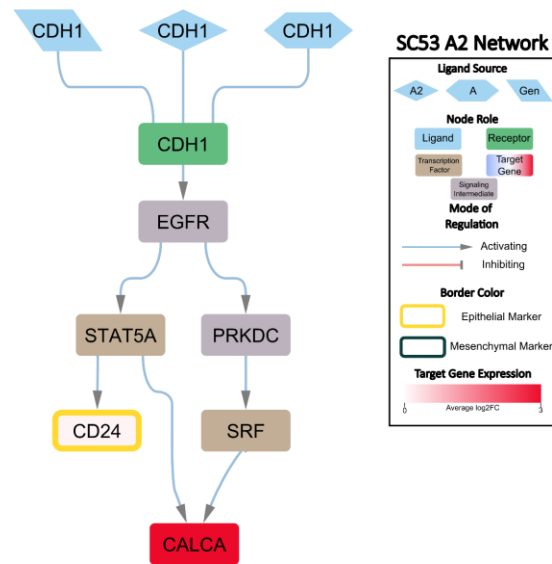 CDH1 CDH1 CDH1
CDH1
EGFR
STAT5A PRKDC
CD24 SRF
CALCA
SC53 A2 Network
Ligand Source
A2 A Gen
Node Role
Ligand Receptor
Transcription
Factor
Target
Gene
Signaling
Intermediate
Mode of
Regulation
Activating
Inhibiting
Border Color
Epithelial Marker
Mesenchymal Marker
Target Gene Expression
0 3
Average log2FC